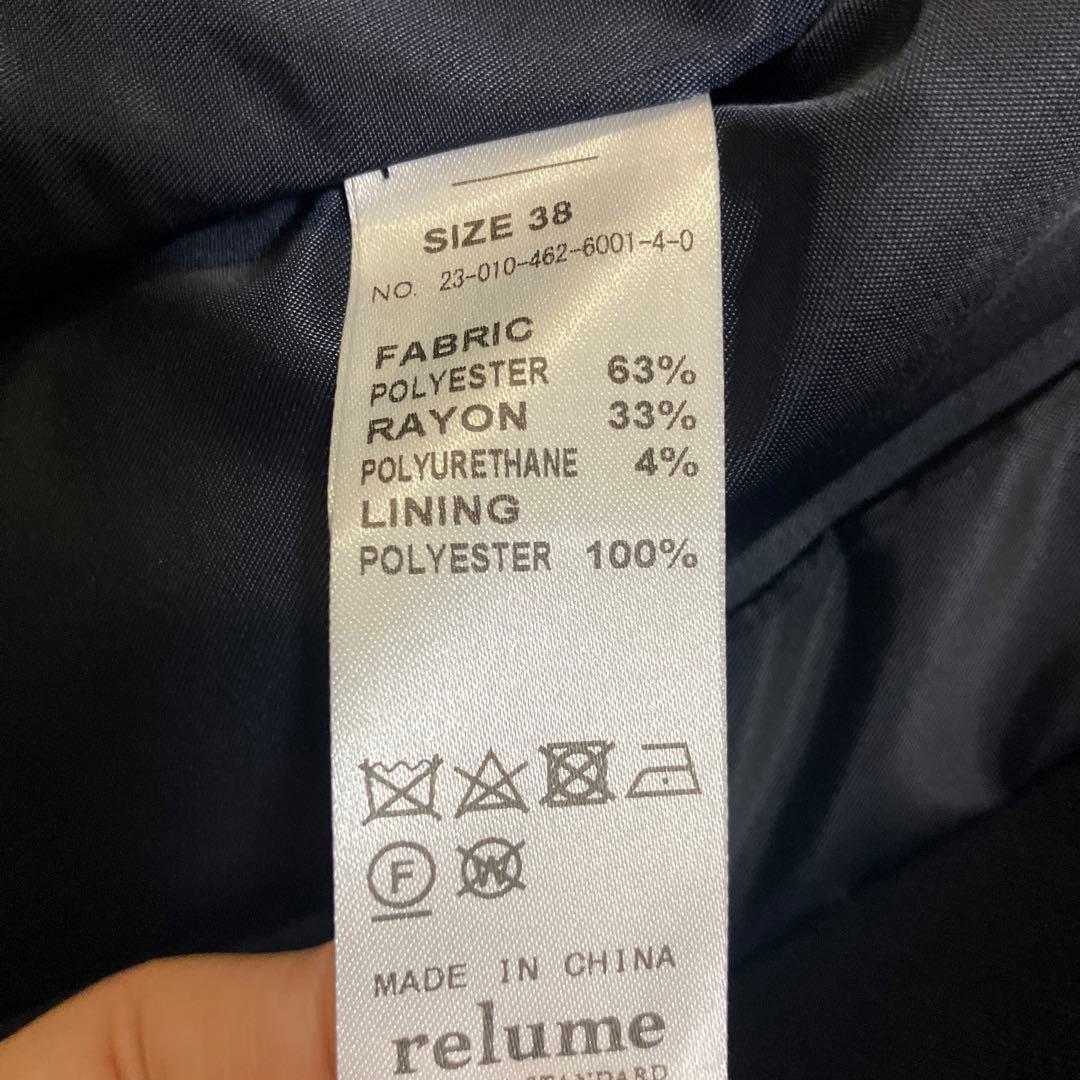 SIZE 38
NO. 23-010-462-6001-4-0
FABRIC
POLYESTER 63%
RAYON 33%
POLYURETHANE 4%
LINING
POLYESTER 100%
F
W
MADE IN CHINA
relume
STANDARD